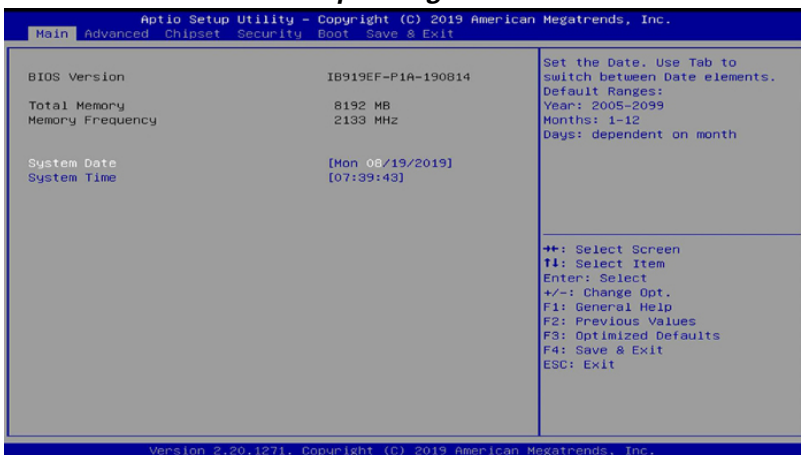 Aptio Setup Utility – Copyright (C) 2019 American Megatrends, Inc.
Main Advanced Chipset Security Boot Save & Exit
BIOS Version IB919EF-P1A-190814
Total Memory 8192 MB
Memory Frequency 2133 MHz
System Date [Mon 08/19/2019]
System Time [07:39:43]
Set the Date. Use Tab to
switch between Date elements.
Default Ranges:
Year: 2005-2099
Months: 1-12
Days: dependent on month
→←: Select Screen
↑↓: Select Item
Enter: Select
+/-: Change Opt.
F1: General Help
F2: Previous Values
F3: Optimized Defaults
F4: Save & Exit
ESC: Exit
Version 2.20.1271. Copyright (C) 2019 American Megatrends, Inc.